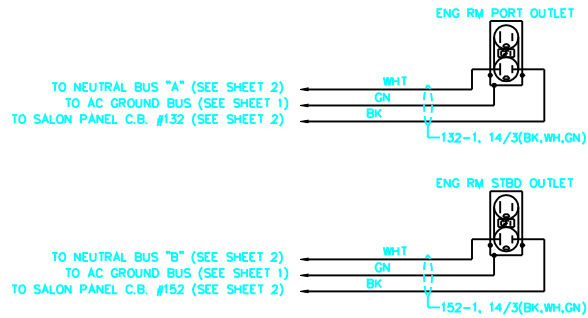 ENG RM PORT OUTLET
WHT
TO NEUTRAL BUS "A" (SEE SHEET 2)
GN
TO AC GROUND BUS (SEE SHEET 1)
BK
TO SALON PANEL C.B. #132 (SEE SHEET 2)
132-1, 14/3(BK,WH,GN)
ENG RM STBD OUTLET
WHT
TO NEUTRAL BUS "B" (SEE SHEET 2)
GN
TO AC GROUND BUS (SEE SHEET 1)
BK
TO SALON PANEL C.B. #152 (SEE SHEET 2)
152-1, 14/3(BK,WH,GN)